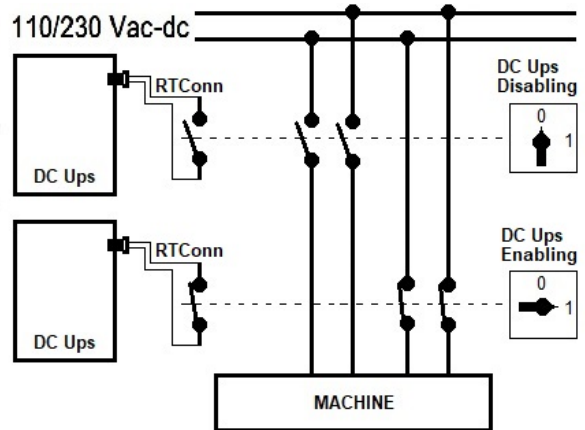 110/230 Vac-dc
RTConn
DC Ups
Disabling
0
1
DC Ups
RTConn
DC Ups
Enabling
0
1
DC Ups
MACHINE